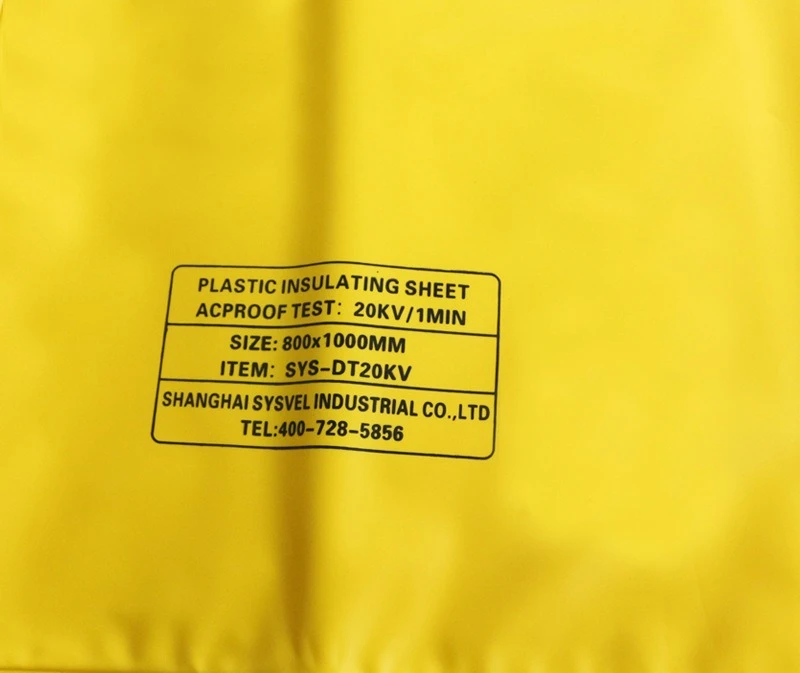 PLASTIC INSULATING SHEET
ACPROOF TEST: 20KV/1MIN
SIZE: 800x1000MM
ITEM: SYS-DT20KV
SHANGHAI SYSVEL INDUSTRIAL CO.,LTD
TEL:400-728-5856